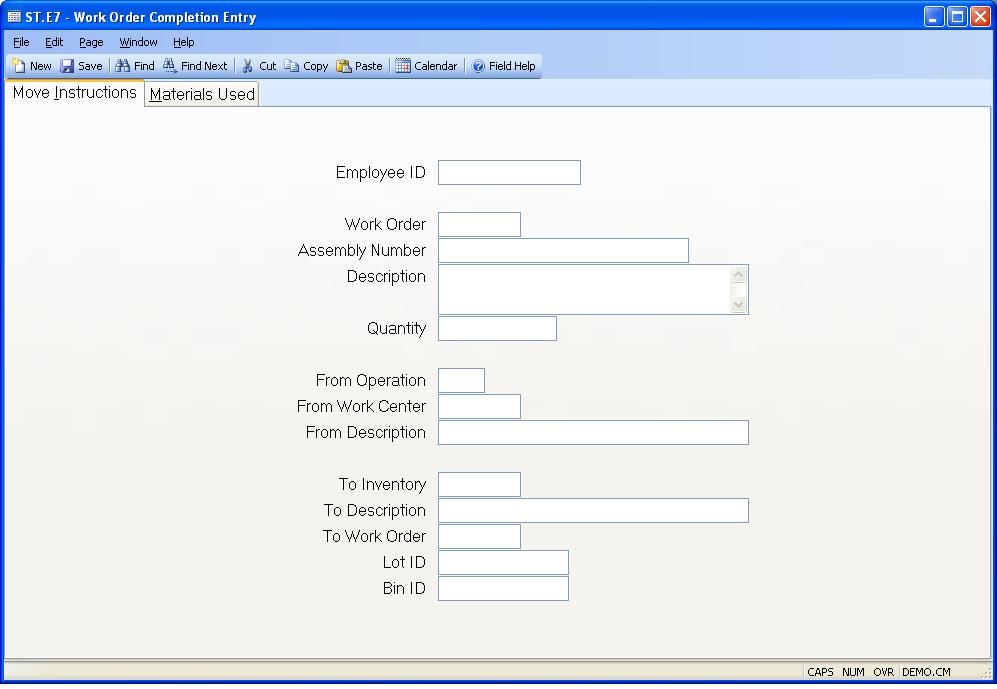 ST.E7 - Work Order Completion Entry
File Edit Page Window Help
New Save Find Find Next Cut Copy Paste Calendar Field Help
Move Instructions Materials Used
Employee ID
Work Order
Assembly Number
Description
Quantity
From Operation
From Work Center
From Description
To Inventory
To Description
To Work Order
Lot ID
Bin ID
CAPS NUM OVR DEMO.CM